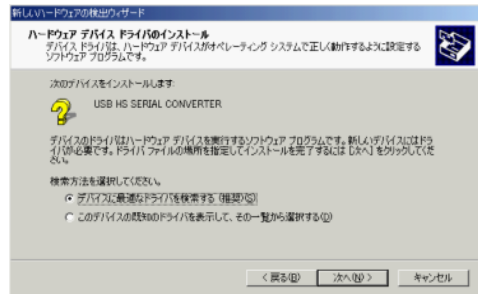 新しいハードウェアの検出ウィザード
ハードウェア デバイス ドライバのインストール
デバイス ドライバは、ハードウェア デバイスがオペレーティング システムで正しく動作するように設定する
ソフトウェア プログラムです。
次のデバイスをインストールします:
USB HS SERIAL CONVERTER
デバイスのドライバはハードウェア デバイスを実行するソフトウェア プログラムです。新しいデバイスにはドラ
イバが必要です。ドライバ ファイルの場所を指定してインストールを完了するには [次へ] をクリックしてくだ
さい。
検索方法を選択してください。
デバイスに最適なドライバを検索する (推奨)(S)
このデバイスの既知のドライバを表示して、その一覧から選択する(D)
< 戻る(B)
次へ(N) >
キャンセル